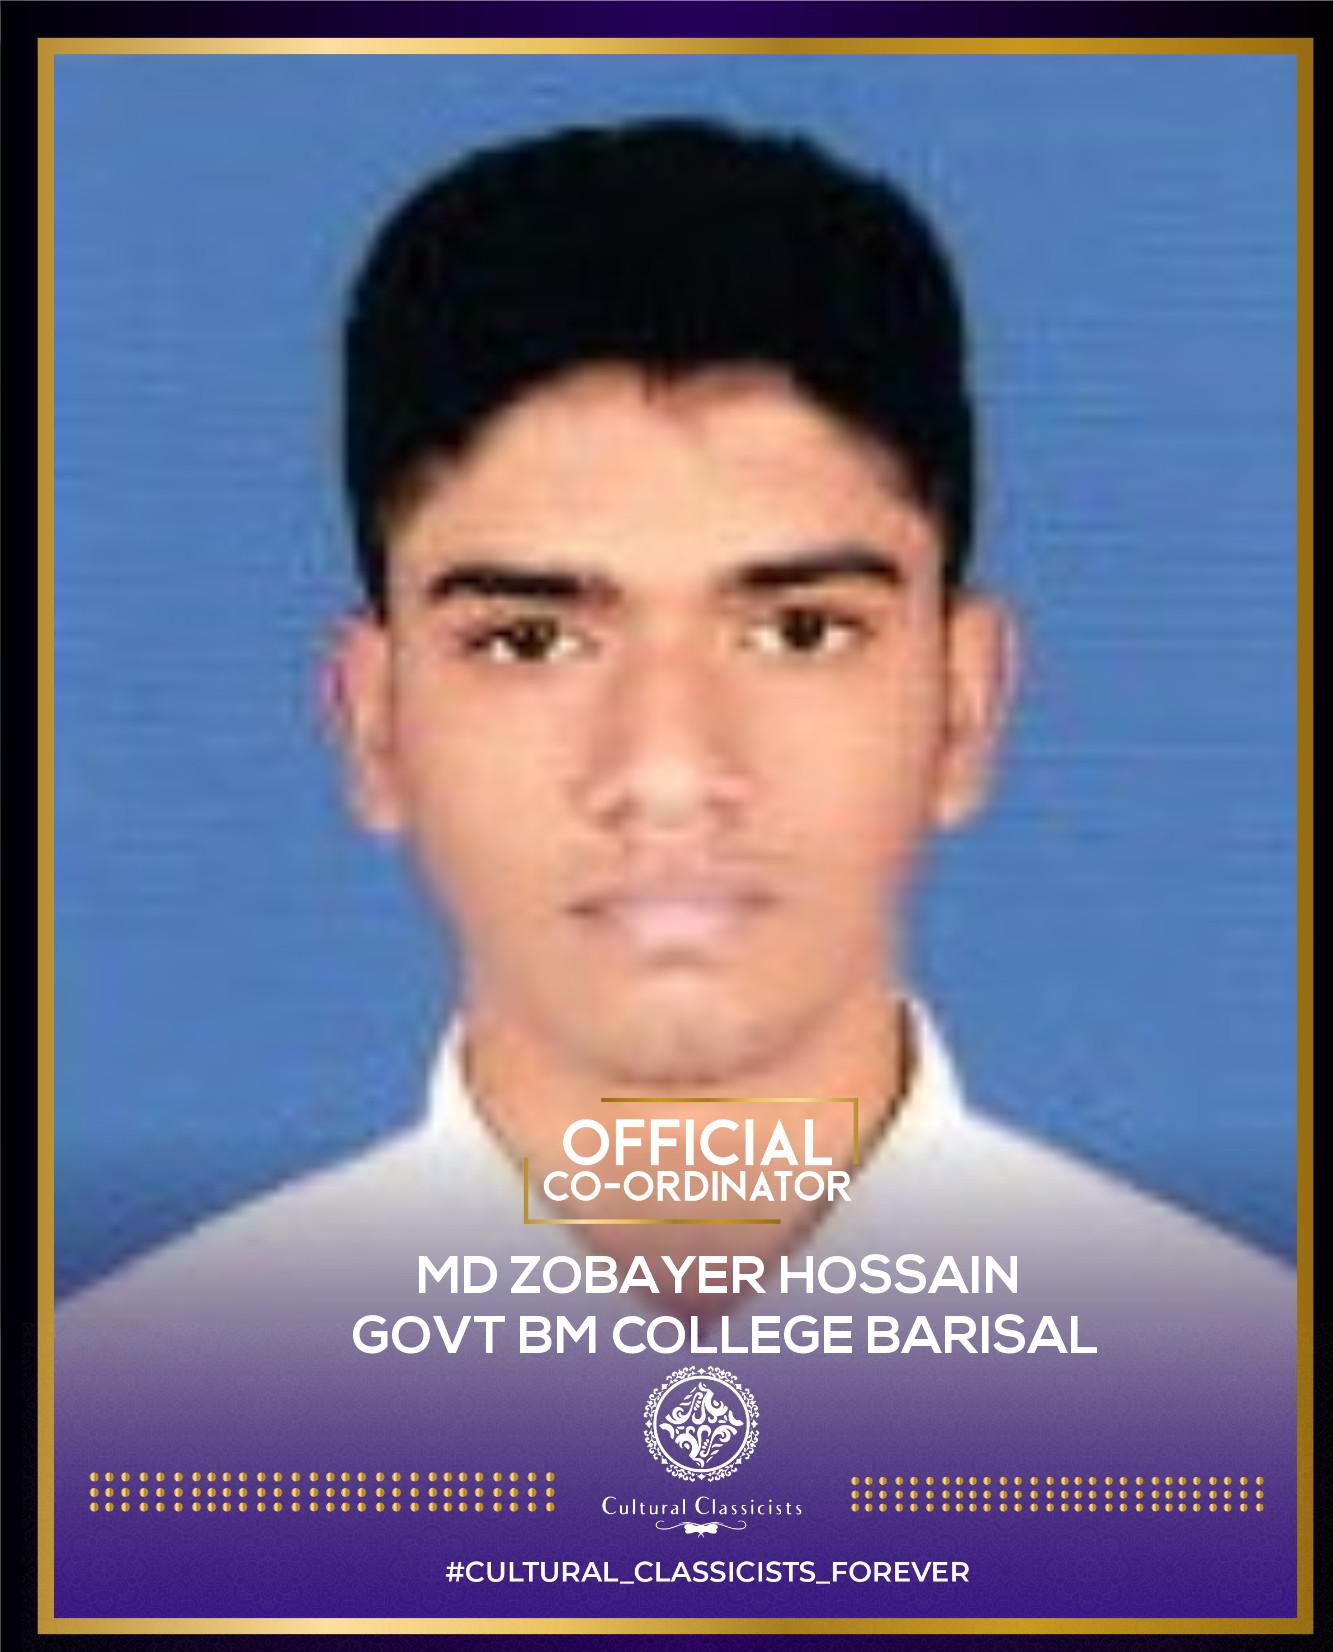 OFFICIAL
CO-ORDINATOR
MD ZOBAYER HOSSAIN
GOVT BM COLLEGE BARISAL
Cultural Classicists
#CULTURAL_CLASSICISTS_FOREVER